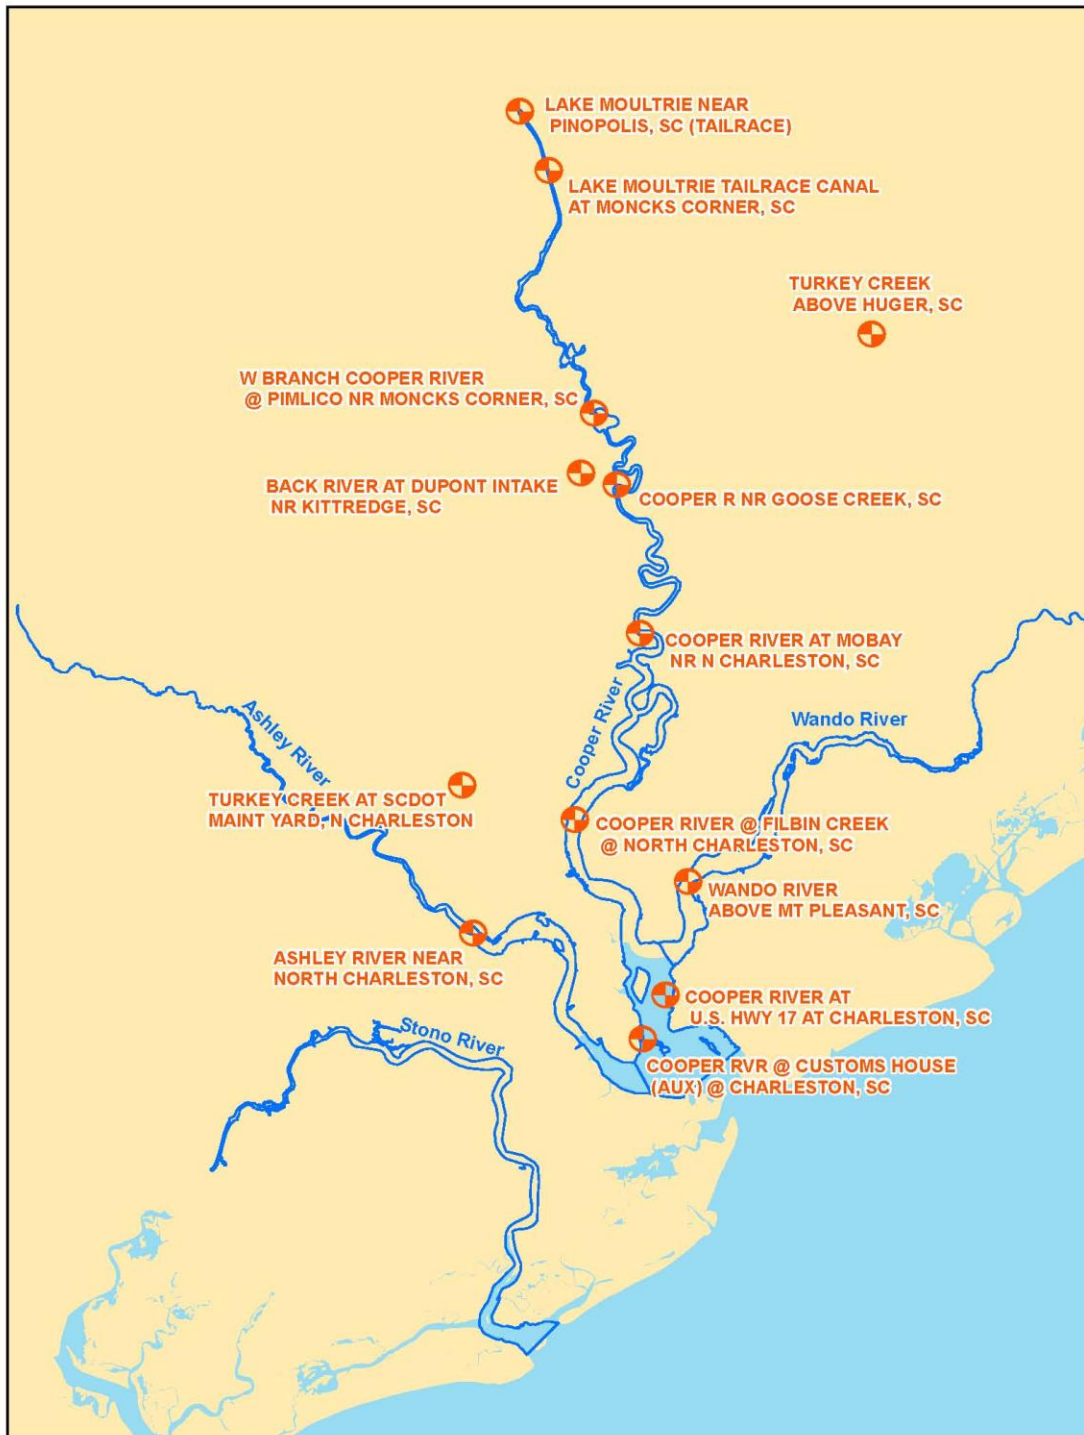 LAKE MOULTRIE NEAR
PINOPOLIS, SC (TAILRACE)
LAKE MOULTRIE TAILRACE CANAL
AT MONCKS CORNER, SC
TURKEY CREEK
ABOVE HUGER, SC
W BRANCH COOPER RIVER
@ PIMLICO NR MONCKS CORNER, SC
BACK RIVER AT DUPONT INTAKE
NR KITTREDGE, SC
COOPER R NR GOOSE CREEK, SC
COOPER RIVER AT MOBAY
NR N CHARLESTON, SC
Ashley River
Cooper River
Wando River
TURKEY CREEK AT SCDOT
MAINT YARD, N CHARLESTON
COOPER RIVER @ FILBIN CREEK
@ NORTH CHARLESTON, SC
WANDO RIVER
ABOVE MT PLEASANT, SC
ASHLEY RIVER NEAR
NORTH CHARLESTON, SC
COOPER RIVER AT
U.S. HWY 17 AT CHARLESTON, SC
Stono River
COOPER RVR @ CUSTOMS HOUSE
(AUX) @ CHARLESTON, SC